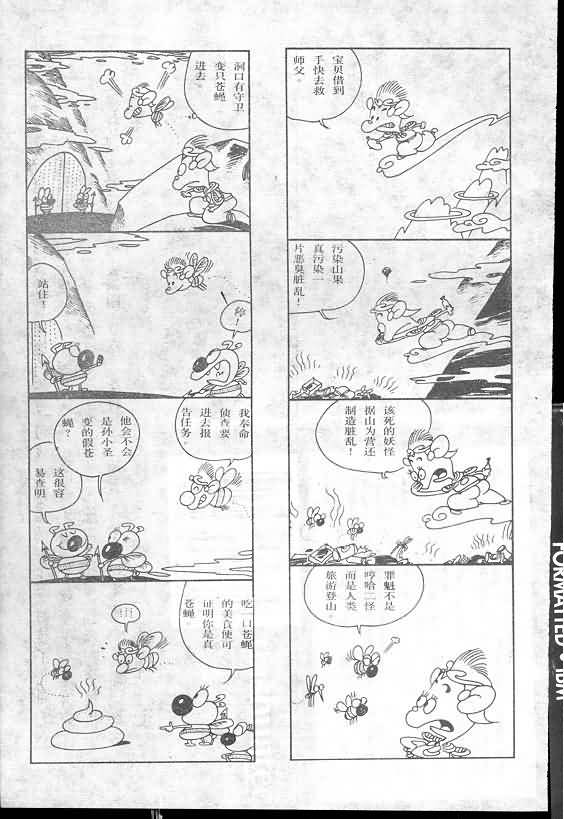 宝贝借到
手快去救
师父。
污染山果
真污染一
片恶臭脏乱！
该死的妖怪
据山为营还
制造脏乱！
罪魁不是
哼哈二怪
而是人类
旅游登山
洞口有守卫
变只苍蝇
进去。
停！
站住！
我奉命
侦查要
进去报
告任务。
他会不会
是孙小圣
变的假苍
蝇？
这很容
易查明
吃一口苍蝇
的美食便可
证明你是真
苍蝇。
FORMATTED • IBM